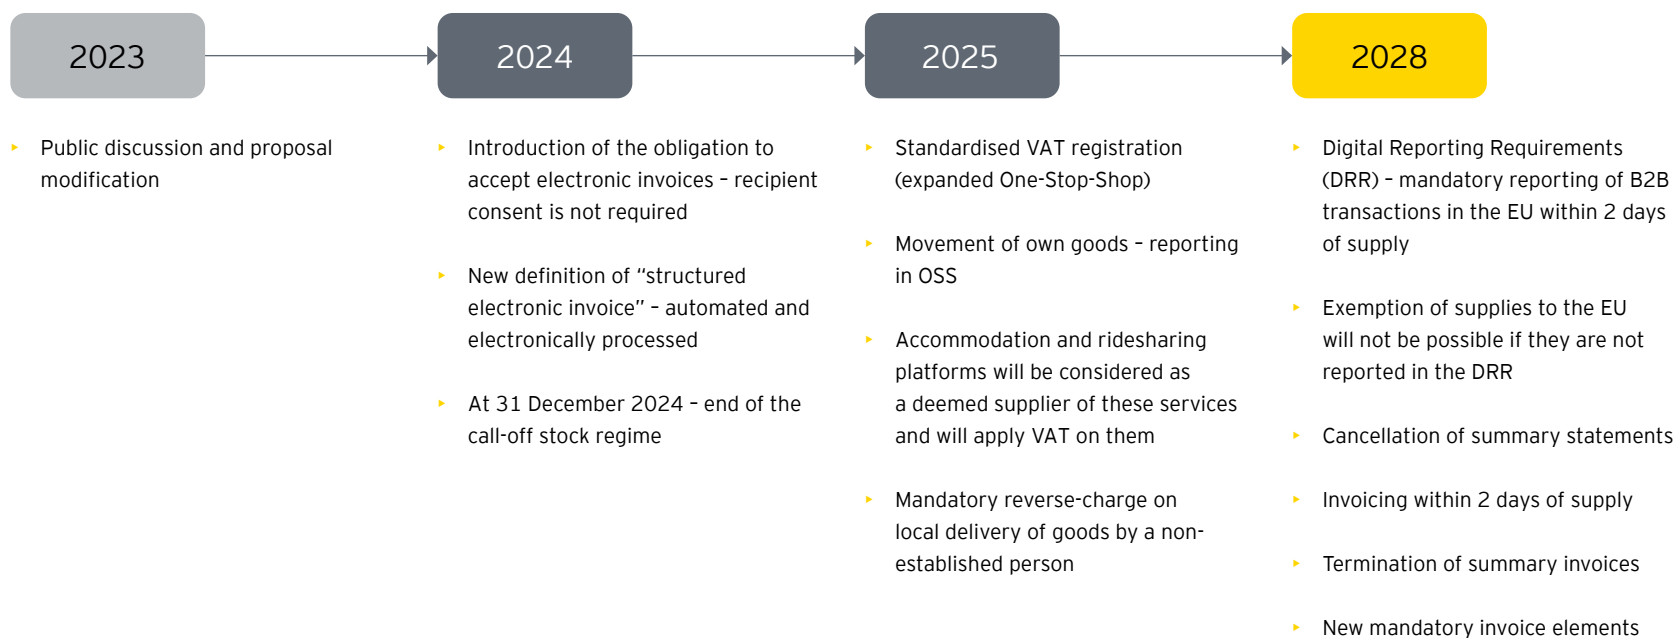 2023
2024
2025
2028
Public discussion and proposal
modification
Introduction of the obligation to
accept electronic invoices – recipient
consent is not required
New definition of “structured
electronic invoice” – automated and
electronically processed
At 31 December 2024 – end of the
call-off stock regime
Standardised VAT registration
(expanded One-Stop-Shop)
Movement of own goods – reporting
in OSS
Accommodation and ridesharing
platforms will be considered as
a deemed supplier of these services
and will apply VAT on them
Mandatory reverse-charge on
local delivery of goods by a non-
established person
Digital Reporting Requirements
(DRR) – mandatory reporting of B2B
transactions in the EU within 2 days
of supply
Exemption of supplies to the EU
will not be possible if they are not
reported in the DRR
Cancellation of summary statements
Invoicing within 2 days of supply
Termination of summary invoices
New mandatory invoice elements